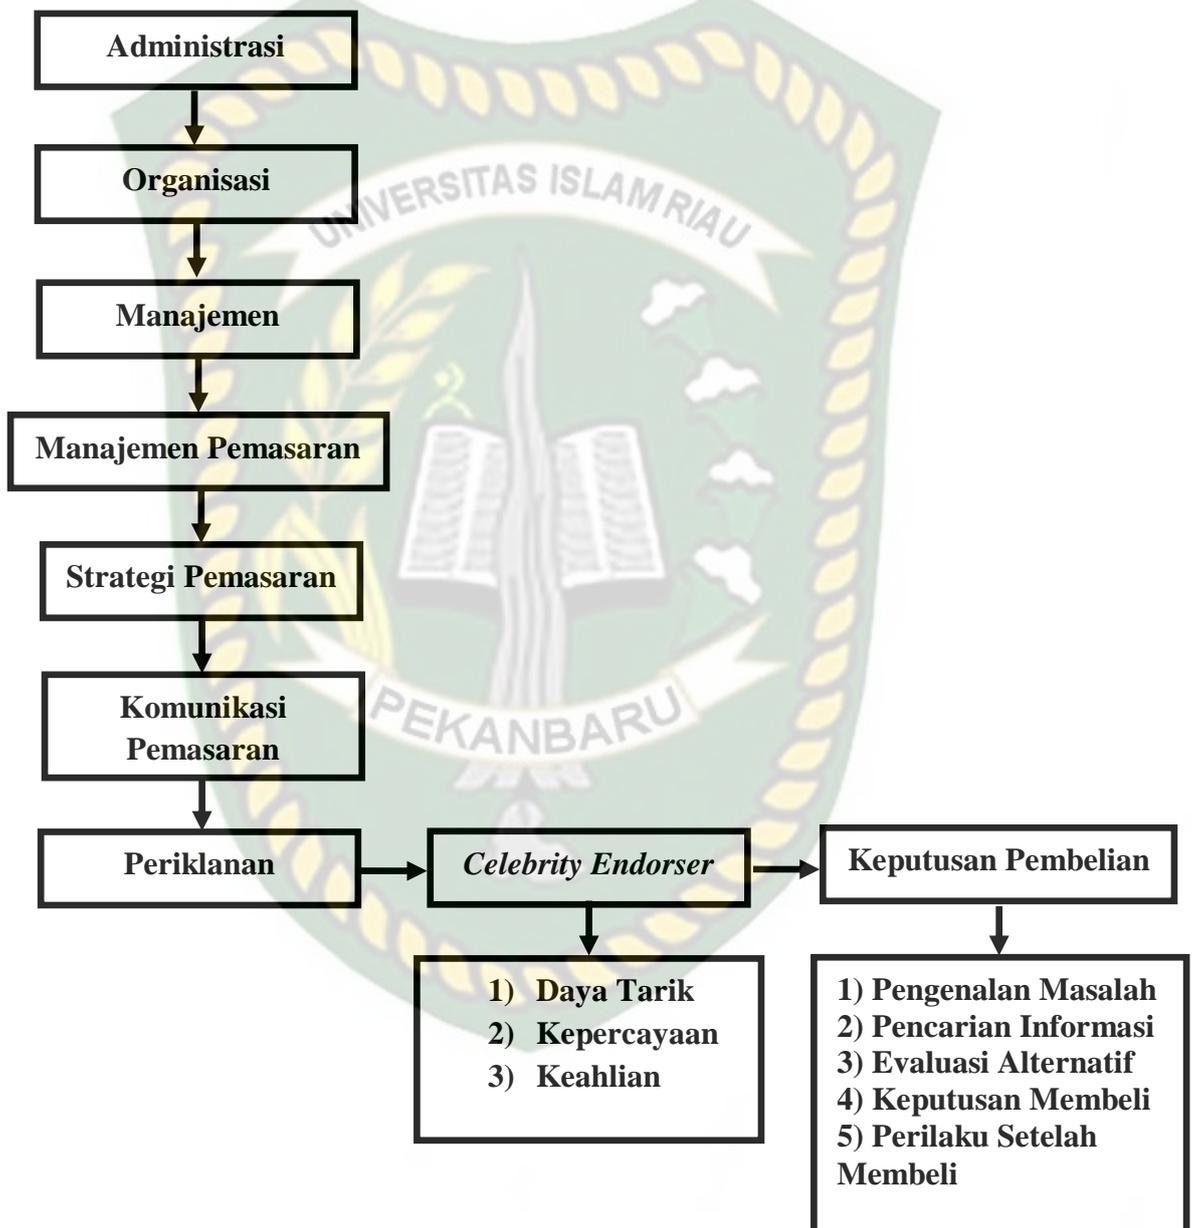 Administrasi
Organisasi
UNIVERSITAS ISLAM RIAU
Manajemen
Manajemen Pemasaran
Strategi Pemasaran
Komunikasi
Pemasaran
PEKANBARU
Periklanan
Celebrity Endorser
Keputusan Pembelian
1) Daya Tarik
2) Kepercayaan
3) Keahlian
1) Pengenalan Masalah
2) Pencarian Informasi
3) Evaluasi Alternatif
4) Keputusan Membeli
5) Perilaku Setelah
Membeli